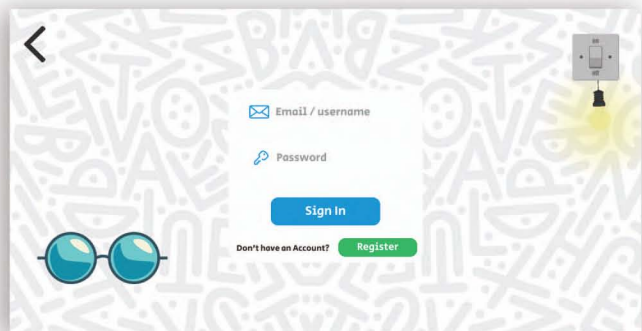 Email / username
Password
Sign In
Don't have an Account?
Register